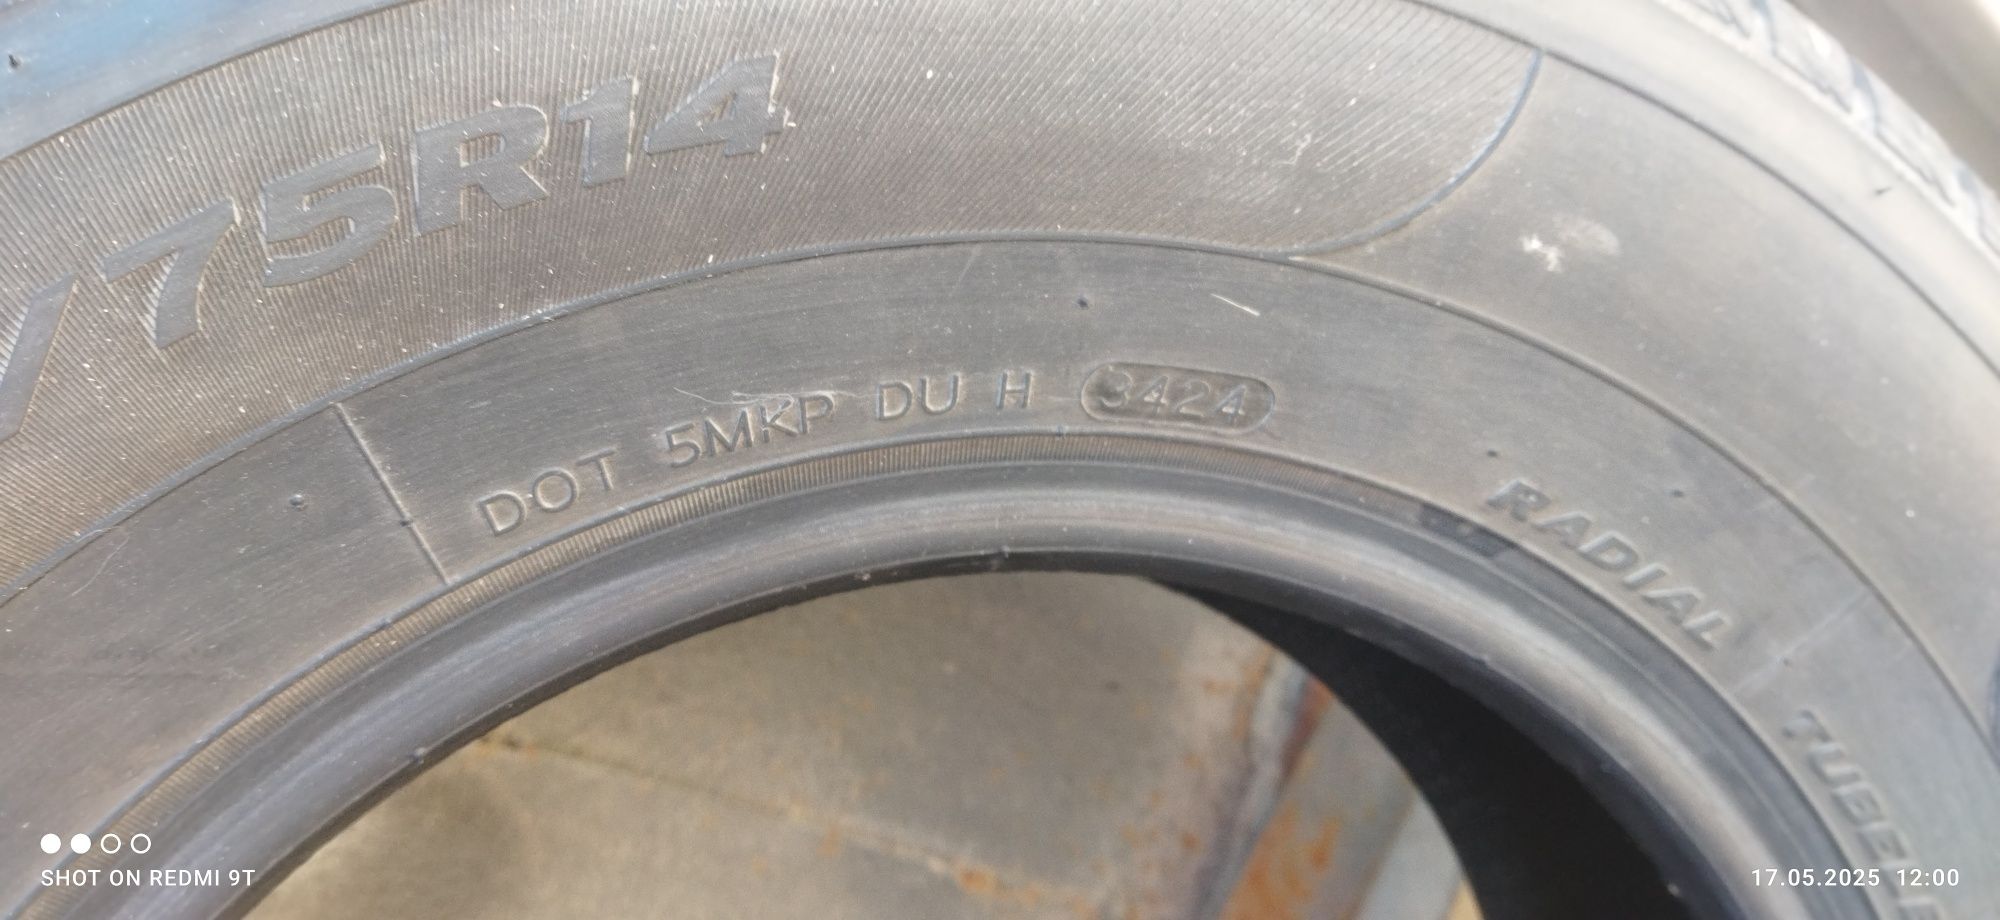 /75R14
DOT 5MKP DU H 3424
RADIAL
SHOT ON REDMI 9T
17.05.2025 12:00